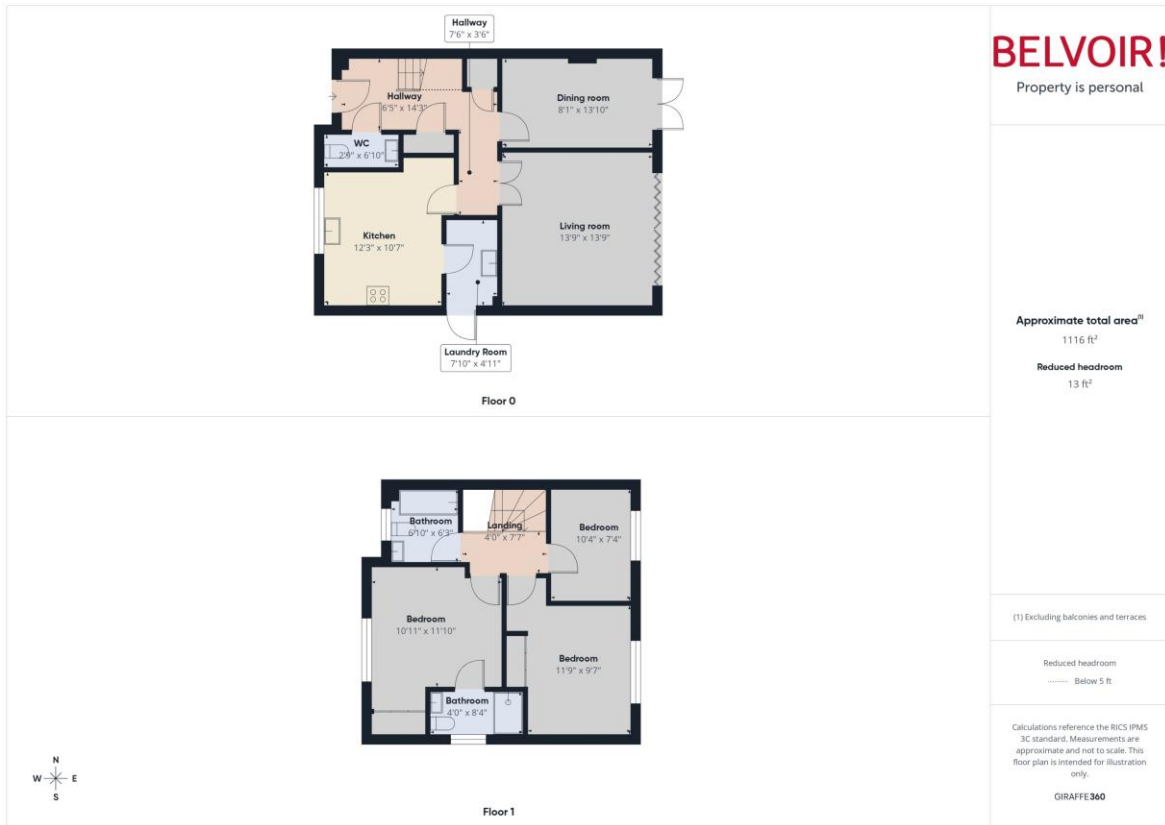 Hallway
7'6" x 3'6"
Hallway
6'5" x 14'3"
Dining room
8'1" x 13'10"
WC
2'9" x 6'10"
Living room
13'9" x 13'9"
Kitchen
12'3" x 10'7"
Laundry Room
7'10" x 4'11"
Floor 0
Bathroom
6'10" x 6'3"
Landing
4'0" x 7'7"
Bedroom
10'4" x 7'4"
Bedroom
10'11" x 11'10"
Bedroom
11'9" x 9'7"
Bathroom
4'0" x 8'4"
N
W E
S
Floor 1
BELVOIR!
Property is personal
Approximate total area(1)
1116 ft²
Reduced headroom
13 ft²
(1) Excluding balconies and terraces
Reduced headroom
Below 5 ft
Calculations reference the RICS IPMS
3C standard. Measurements are
approximate and not to scale. This
floor plan is intended for illustration
only.
GIRAFFE360